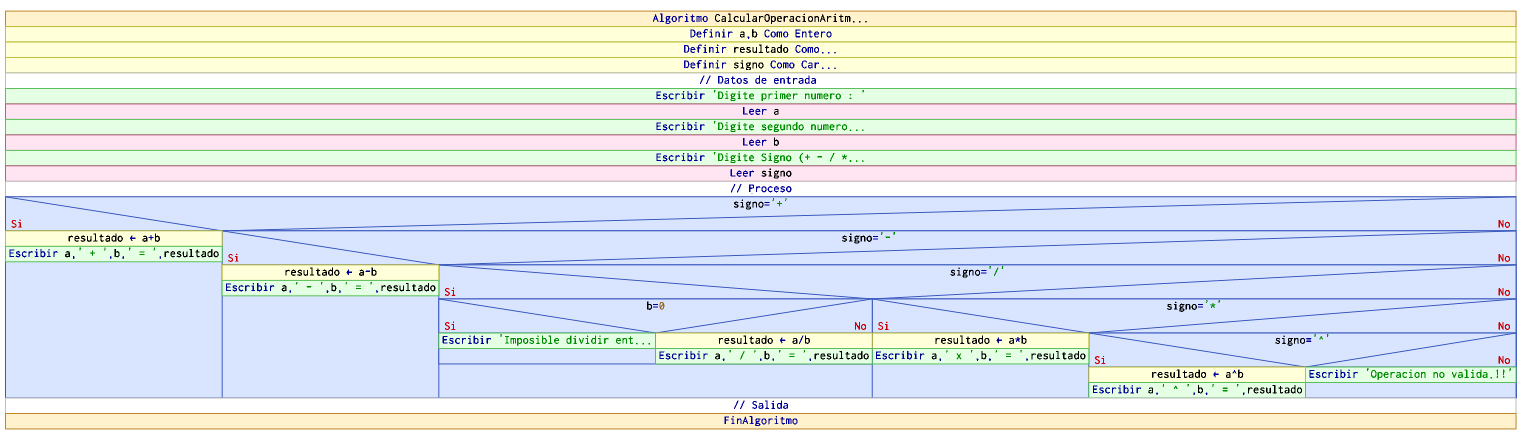 Algoritmo CalcularOperacionAritm...
Definir a,b Como Entero
Definir resultado Como...
Definir signo Como Car...
// Datos de entrada
Escribir 'Digite primer numero : '
Leer a
Escribir 'Digite segundo numero...
Leer b
Escribir 'Digite Signo (+ - / *...
Leer signo
// Proceso
signo='+'
Si No
resultado ← a+b
signo='-'
Escribir a,' + ',b,' = ',resultado
Si No
resultado ← a-b
signo='/'
Escribir a,' - ',b,' = ',resultado
Si No
b=0
signo='*'
Si No Si No
Escribir 'Imposible dividir ent...
resultado ← a/b
resultado ← a*b
signo='^'
Escribir a,' / ',b,' = ',resultado
Escribir a,' x ',b,' = ',resultado
Si No
resultado ← a^b
Escribir 'Operacion no valida.!!'
Escribir a,' ^ ',b,' = ',resultado
// Salida
FinAlgoritmo